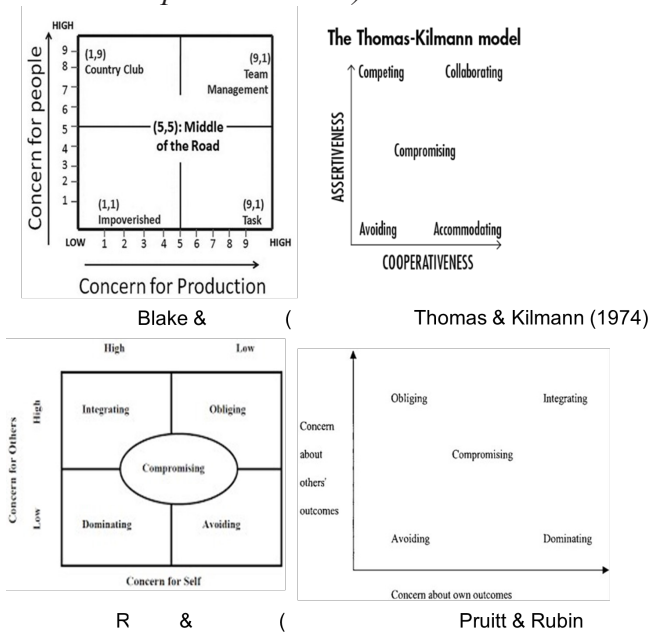 HIGH
Concern for people
9
8
7
6
5
4
3
2
1
(1,9)
Country Club
(9,1)
Team
Management
(5,5): Middle
of the Road
(1,1)
Impoverished
(9,1)
Task
LOW 1 2 3 4 5 6 7 8 9 HIGH
Concern for Production
The Thomas-Kilmann model
Competing Collaborating
ASSERTIVENESS
Compromising
Avoiding Accommodating
COOPERATIVENESS
Blake & (
Thomas & Kilmann (1974)
High Low
Concern for Others
High
Low
Integrating Obliging
Compromising
Dominating Avoiding
Concern for Self
Obliging Integrating
Concern
about
others'
outcomes
Compromising
Avoiding Dominating
Concern about own outcomes
R & (
Pruitt & Rubin